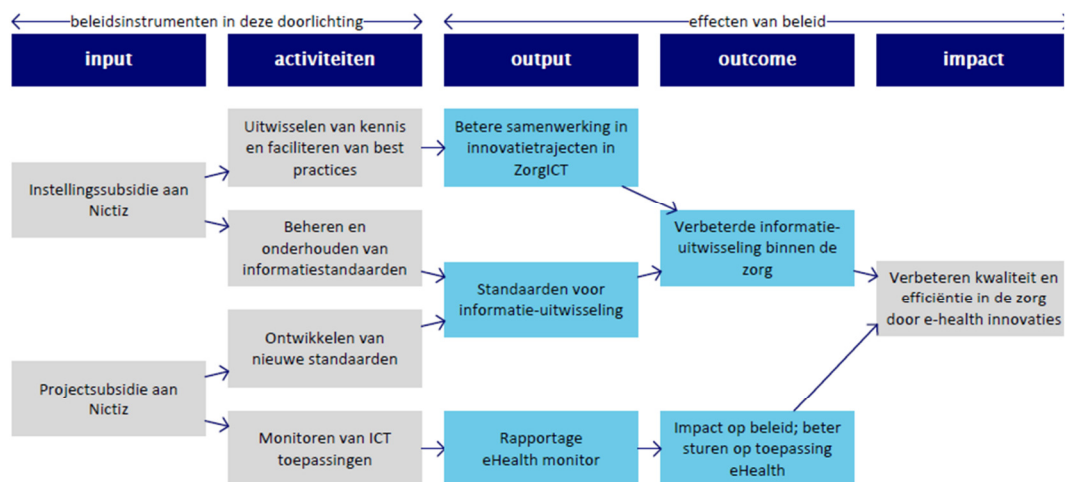 beleidsinstrumenten in deze doorlichting
effecten van beleid
input
activiteiten
output
outcome
impact
Uitwisselen van kennis
en faciliteren van best
practices
Betere samenwerking in
innovatietrajecten in
ZorgICT
Instellingssubsidie aan
Nictiz
Beheren en
onderhouden van
informatiestandaarden
Verbeterde informatie-
uitwisseling binnen de
zorg
Standaarden voor
informatie-uitwisseling
Verbeteren kwaliteit en
efficiëntie in de zorg
door e-health innovaties
Ontwikkelen van
nieuwe standaarden
Projectsubsidie aan
Nictiz
Monitoren van ICT
toepassingen
Rapportage
eHealth monitor
Impact op beleid; beter
sturen op toepassing
eHealth